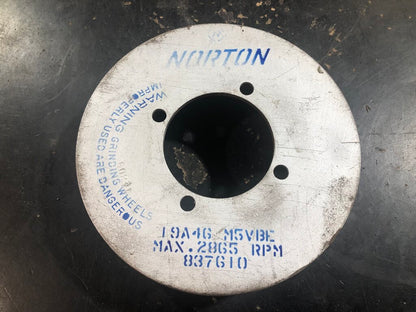 NORTON
WARNING GRINDING WHEELS
IMPROPERLY USED ARE DANGEROUS
19A46 M5VBE
MAX.2865 RPM
837610